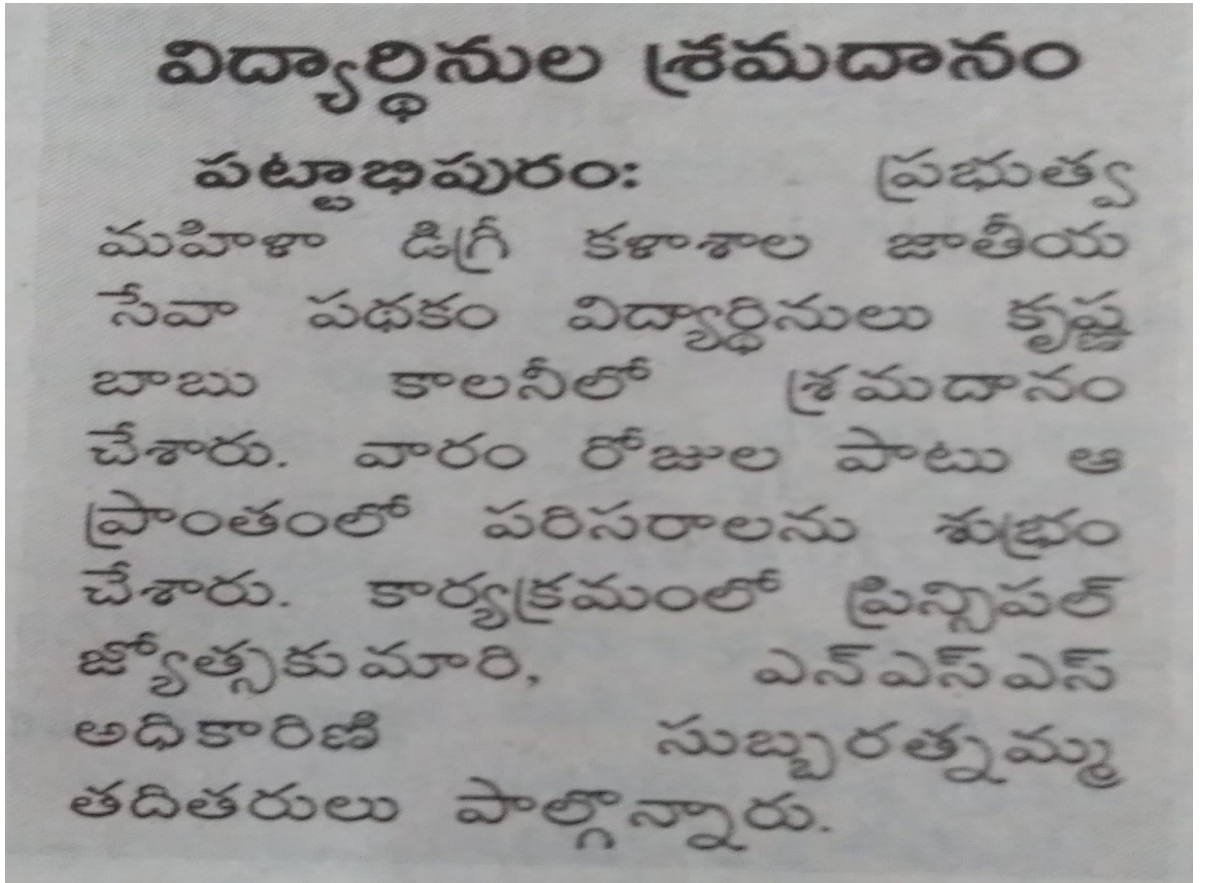 విద్యార్థినుల శ్రమదానం
పట్టాభిపురం: ప్రభుత్వ
మహిళా డిగ్రీ కళాశాల జాతీయ
సేవా పథకం విద్యార్థినులు కృష్ణ
బాబు కాలనీలో శ్రమదానం
చేశారు. వారం రోజుల పాటు ఆ
ప్రాంతంలో పరిసరాలను శుభ్రం
చేశారు. కార్యక్రమంలో ప్రిన్సిపల్
జ్యోత్సకుమారి, ఎన్ఎస్ఎస్
అధికారిణి సుబ్బరత్నమ్మ
తదితరులు పాల్గొన్నారు.